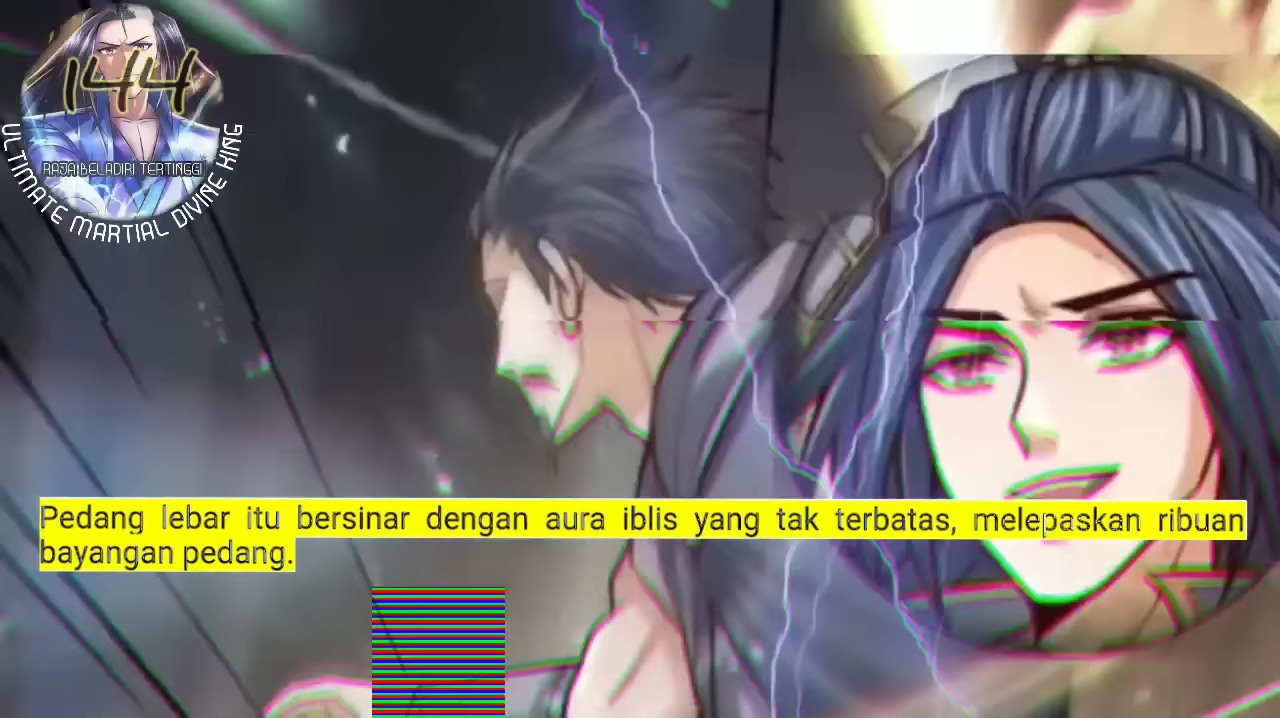 144
RAJA BELADIRI TERTINGGI
ULTIMATE MARTIAL DIVINE KING
Pedang lebar itu bersinar dengan aura iblis yang tak terbatas, melepaskan ribuan
bayangan pedang.